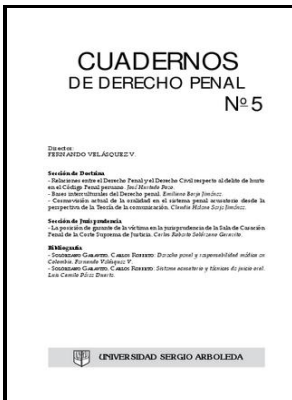 CUADERNOS
DE DERECHO PENAL
Nº 5
Director:
FERNANDO VELÁSQUEZ V.
Sección de Doctrina
- Relaciones entre el Derecho Penal y el Derecho Civil respecto al delito de hurto
en el Código Penal peruano. José Hurtado Pozo.
- Bases interculturales del Derecho penal. Emiliano Borja Jiménez.
- Cosmovisión actual de la oralidad en el sistema penal acusatorio desde la
perspectiva de la Teoría de la comunicación. Claudia Helena Serje Jiménez.
Sección de Jurisprudencia
- La posición de garante de la víctima en la jurisprudencia de la Sala de Casación
Penal de la Corte Suprema de Justicia. Carlos Roberto Solórzano Garavito.
Bibliografía
- SOLÓRZANO GARAVITO, CARLOS ROBERTO: Derecho penal y responsabilidad médica en
Colombia. Fernando Velásquez V.
- SOLÓRZANO GARAVITO, CARLOS ROBERTO: Sistema acusatorio y técnicas de juicio oral.
Luis Camilo Pérez Duarte.
UNIVERSIDAD SERGIO ARBOLEDA